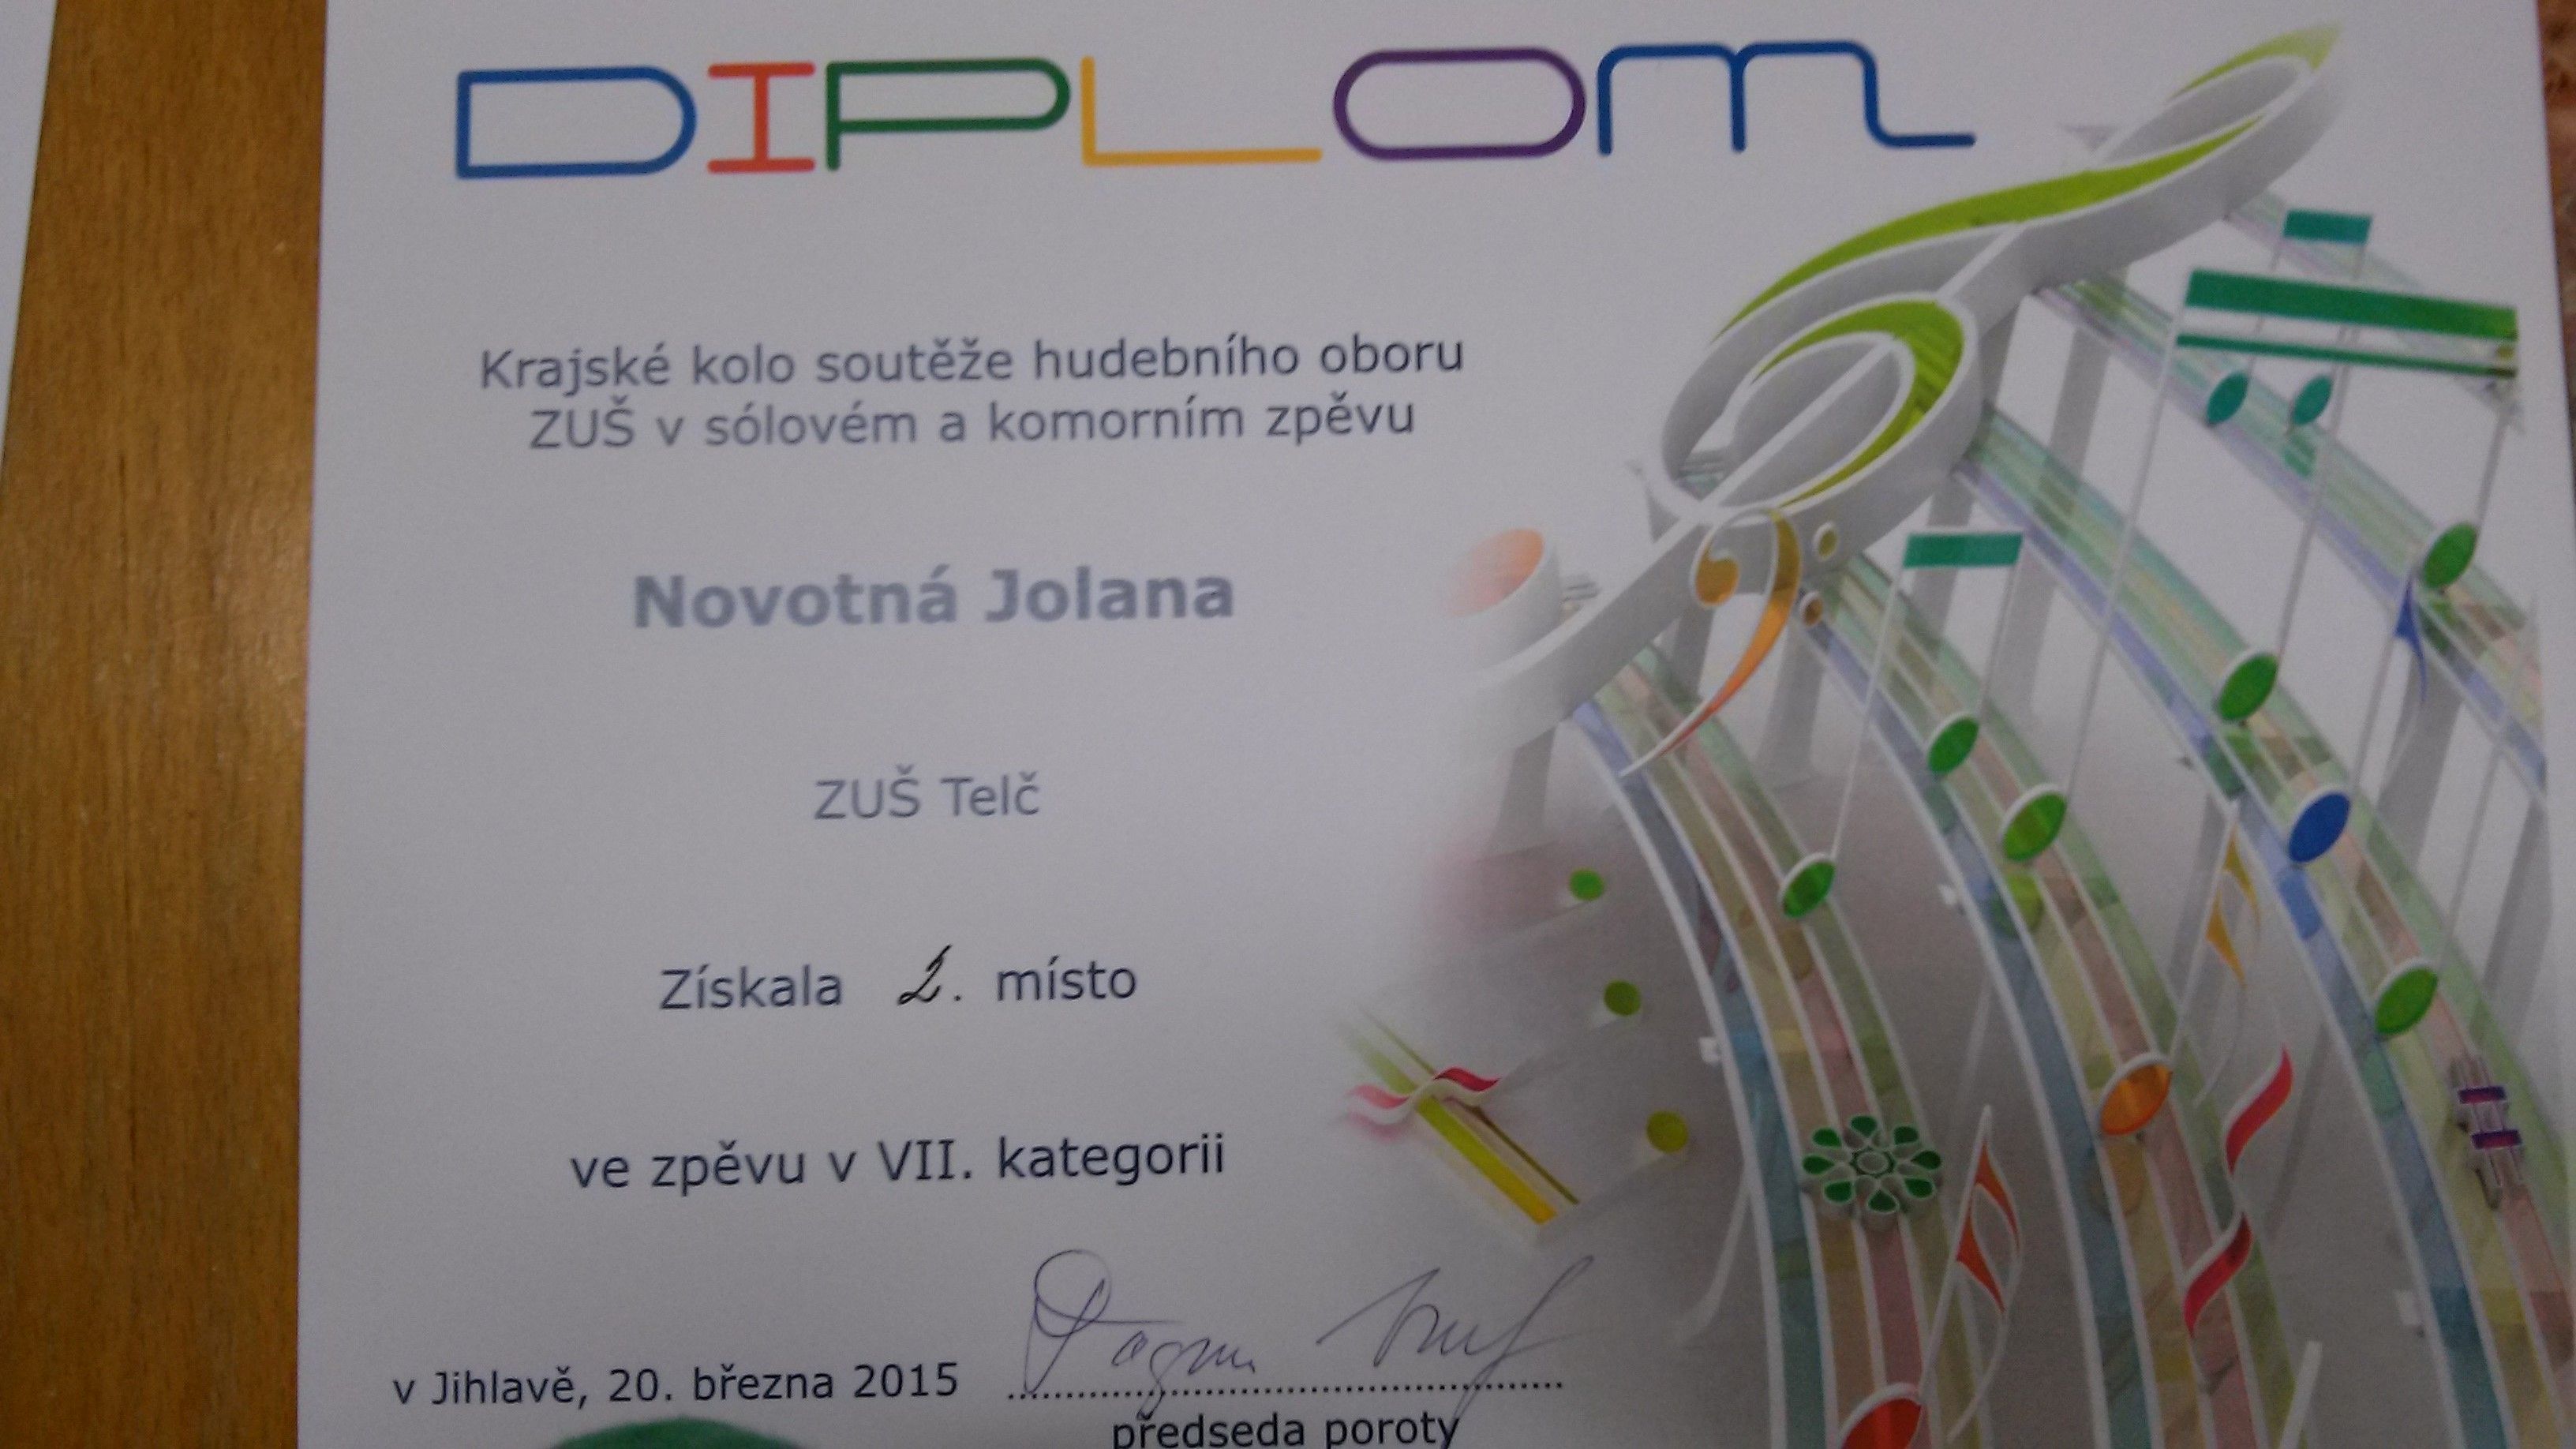 DIPLOM
Krajské kolo soutěže hudebního oboru
ZUŠ v sólovém a komorním zpěvu
Novotná Jolana
ZUŠ Telč
Získala 2. místo
ve zpěvu v VII. kategorii
v Jihlavě, 20. března 2015
předseda poroty